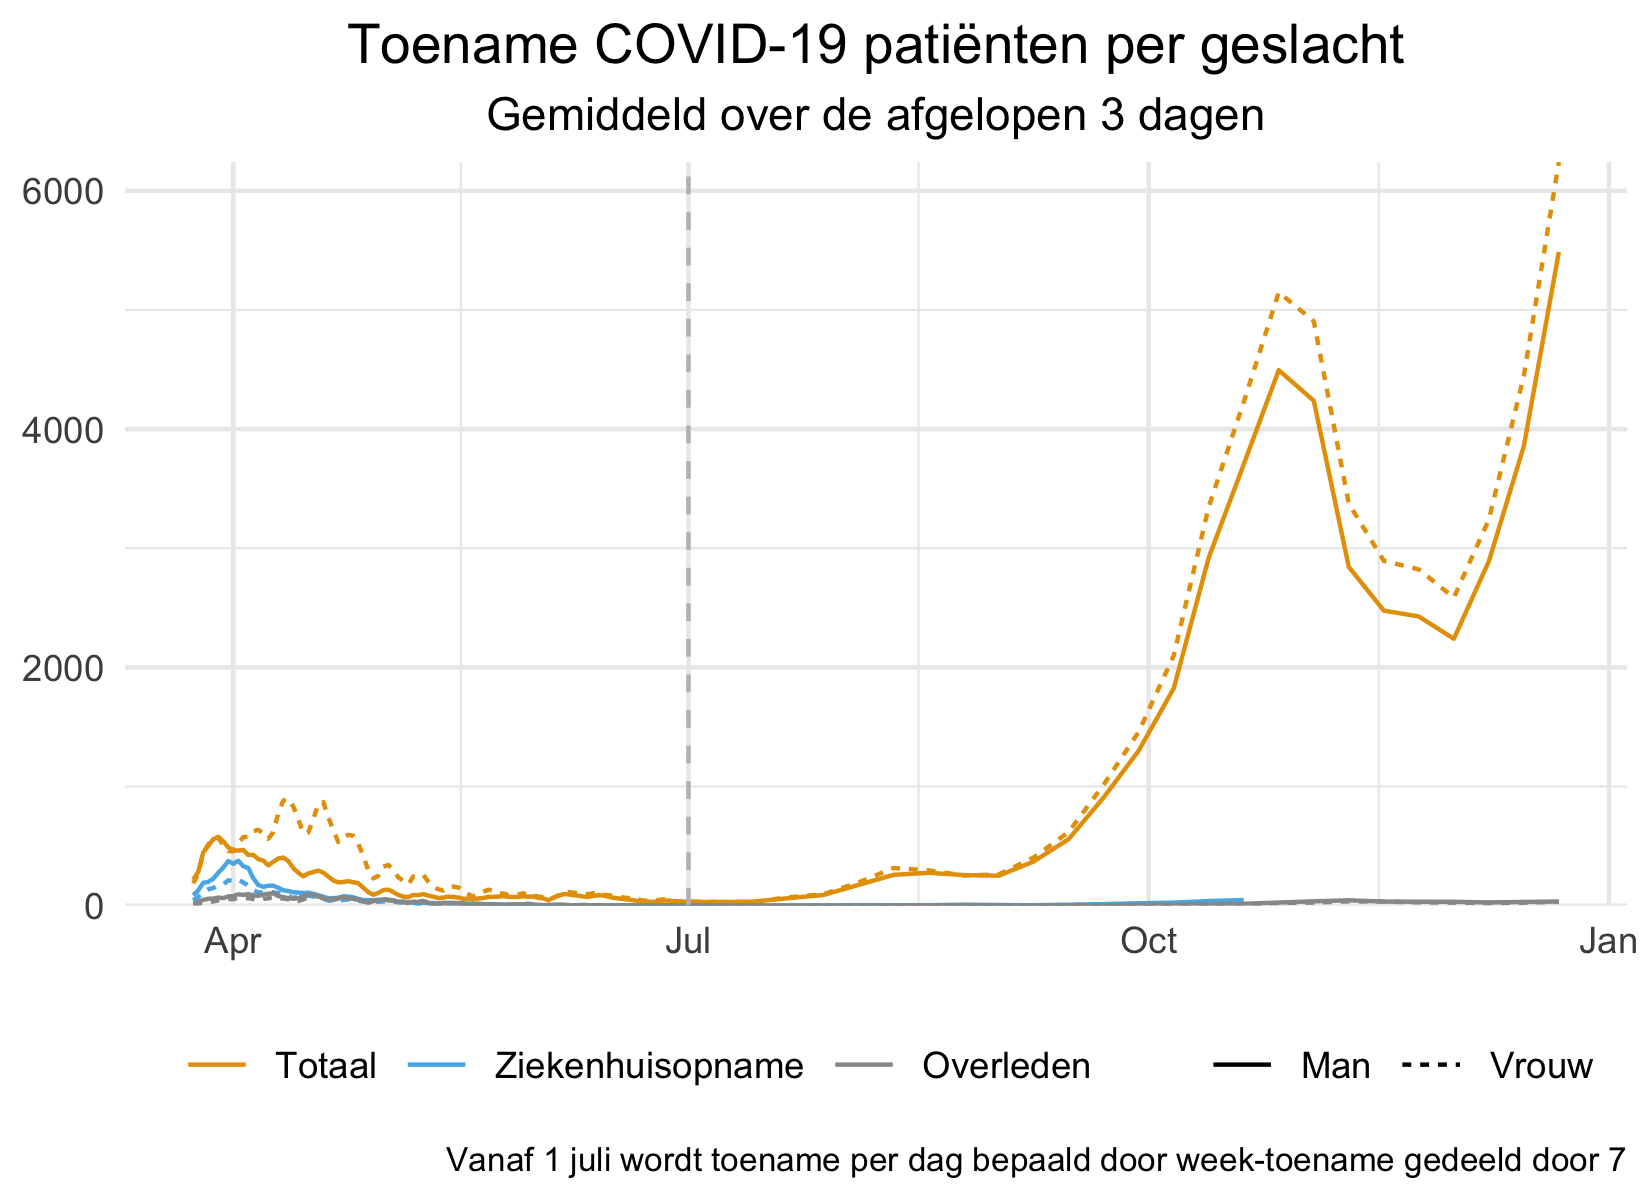 Toename COVID-19 patiënten per geslacht
Gemiddeld over de afgelopen 3 dagen
6000
4000
2000
0
Apr Jul Oct Jan
Totaal Ziekenhuisopname Overleden Man Vrouw
Vanaf 1 juli wordt toename per dag bepaald door week-toename gedeeld door 7